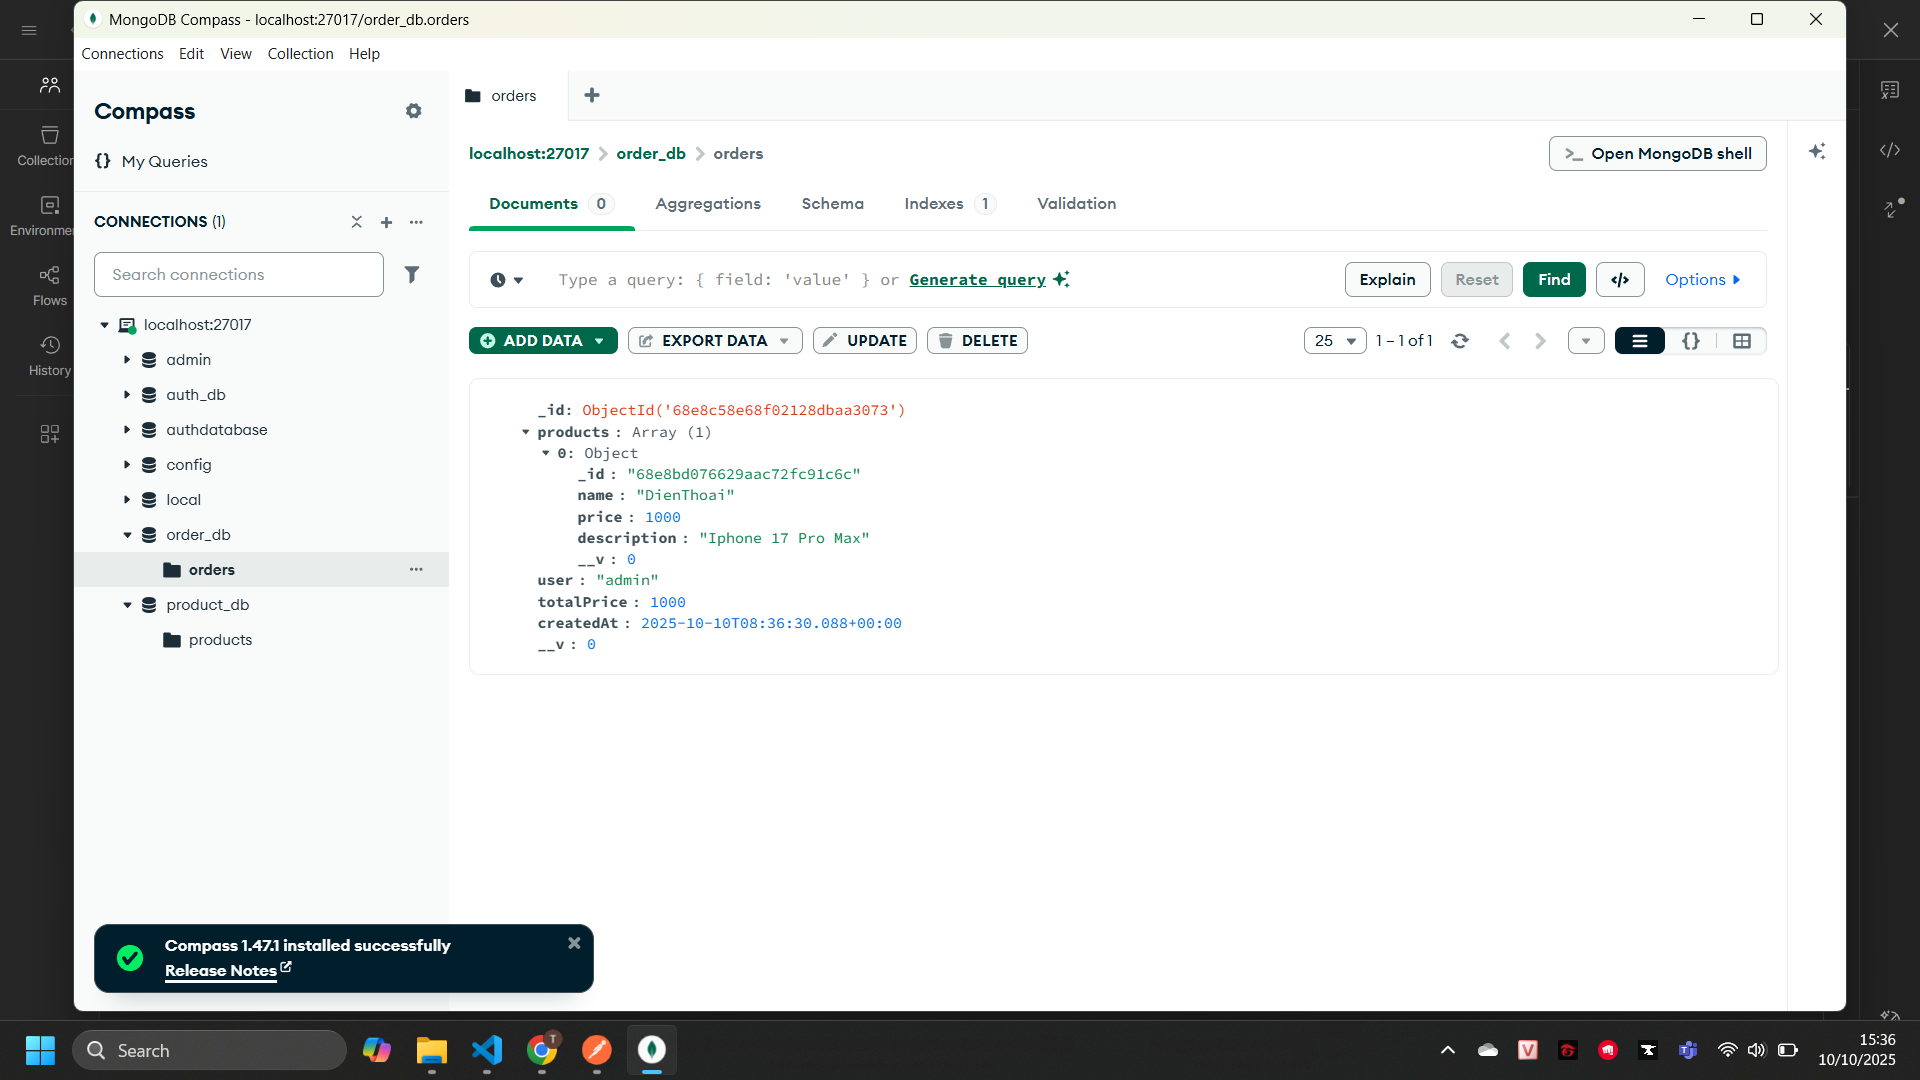 MongoDB Compass - localhost:27017/order_db.orders
Connections Edit View Collection Help
Compass
{} My Queries
CONNECTIONS (1)
Search connections
localhost:27017
admin
auth_db
authdatabase
config
local
order_db
orders
product_db
products
Collection
Environmen
Flows
History
orders
localhost:27017 > order_db > orders
Open MongoDB shell
Documents 0 Aggregations Schema Indexes 1 Validation
Type a query: { field: 'value' } or Generate query
Explain Reset Find </> Options
ADD DATA EXPORT DATA UPDATE DELETE
25 1 – 1 of 1
_id: ObjectId('68e8c58e68f02128dbaa3073')
products : Array (1)
0: Object
_id : "68e8bd076629aac72fc91c6c"
name : "DienThoai"
price : 1000
description : "Iphone 17 Pro Max"
__v : 0
user : "admin"
totalPrice : 1000
createdAt : 2025-10-10T08:36:30.088+00:00
__v : 0
Compass 1.47.1 installed successfully
Release Notes
Search
T
15:36
10/10/2025